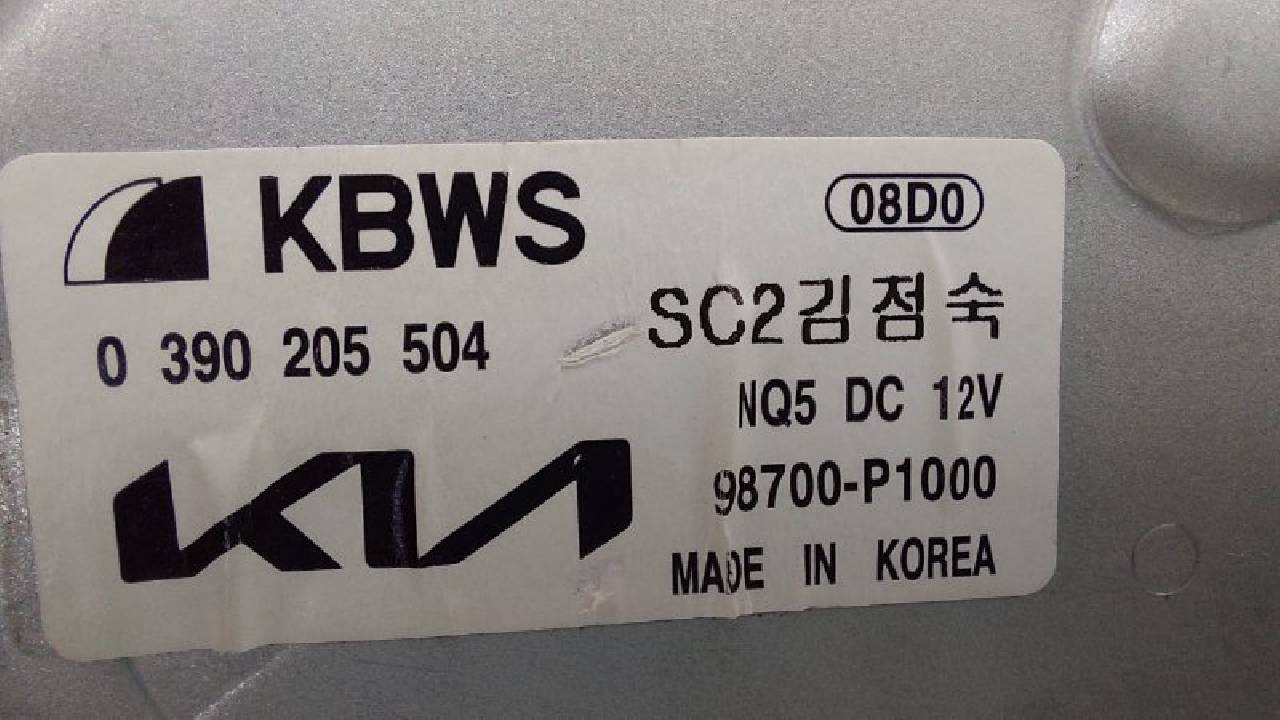 KBWS
08D0
0 390 205 504
SC2김점숙
NQ5 DC 12V
KIA
98700-P1000
MADE IN KOREA